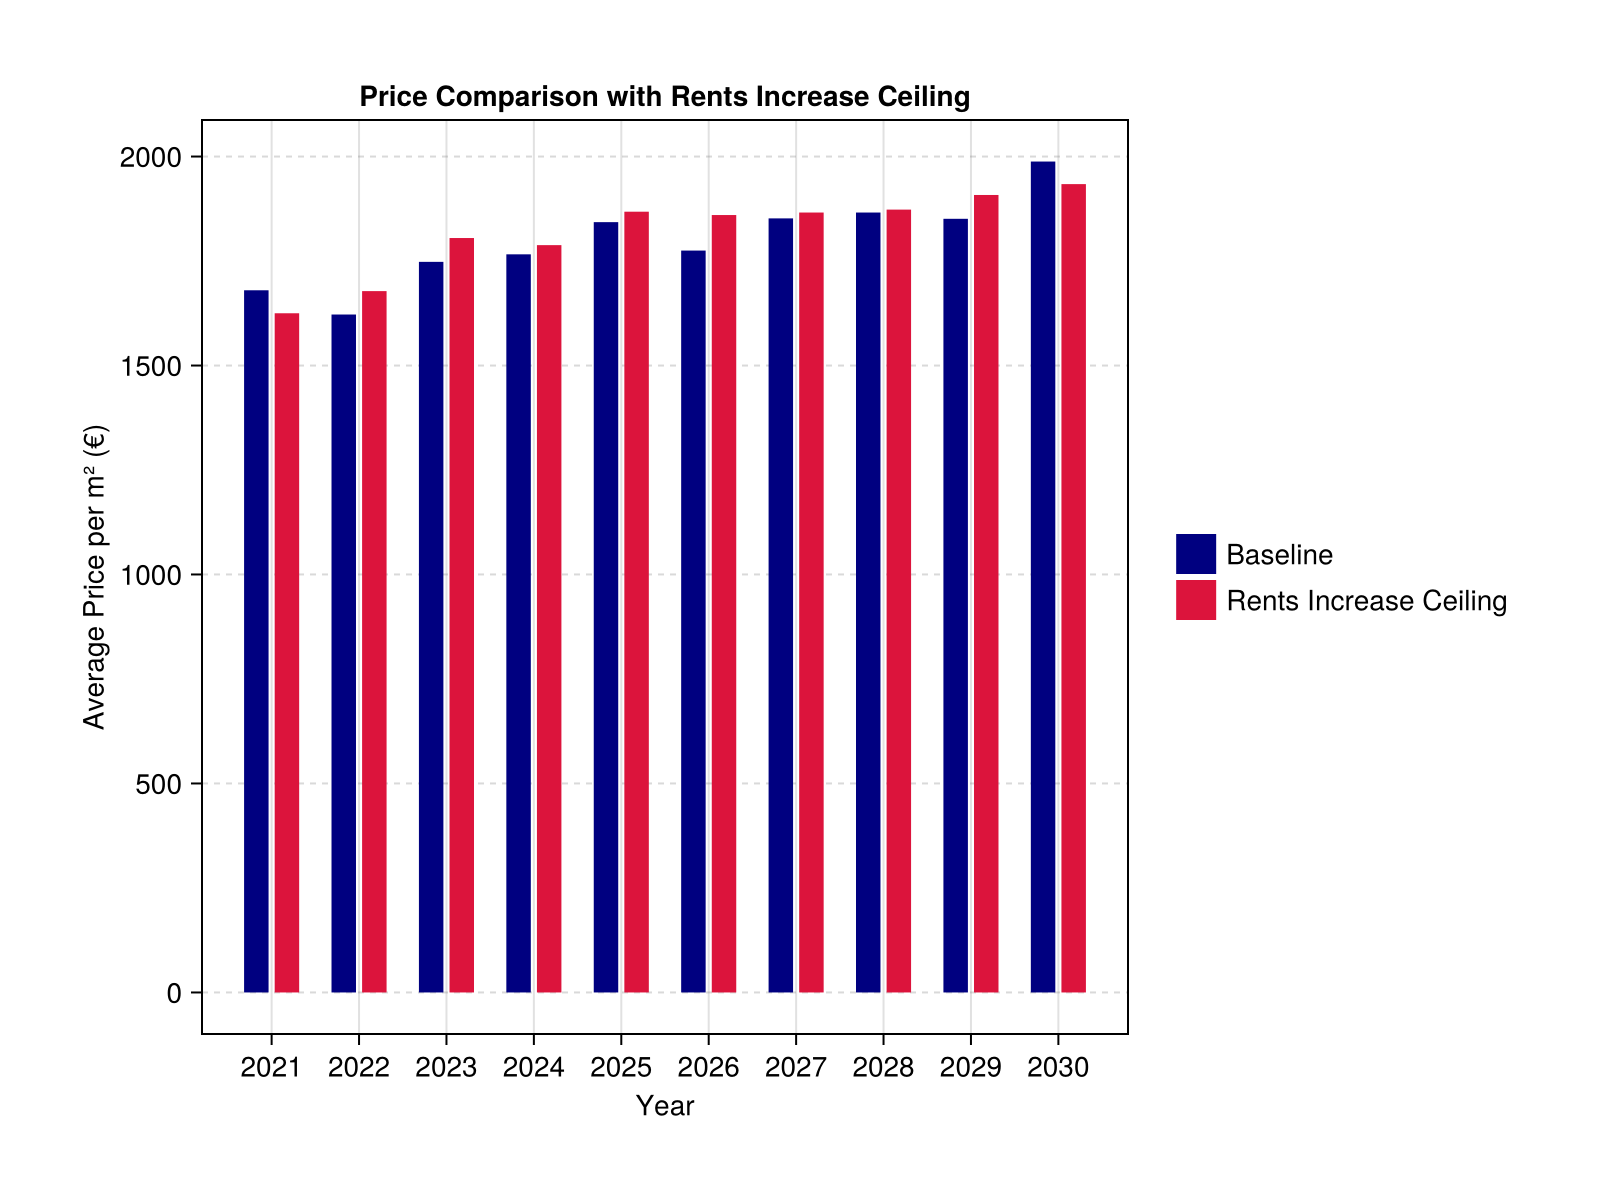 Price Comparison with Rents Increase Ceiling
Average Price per m² (€)
2000
1500
1000
500
0
2021 2022 2023 2024 2025 2026 2027 2028 2029 2030
Year
Baseline
Rents Increase Ceiling